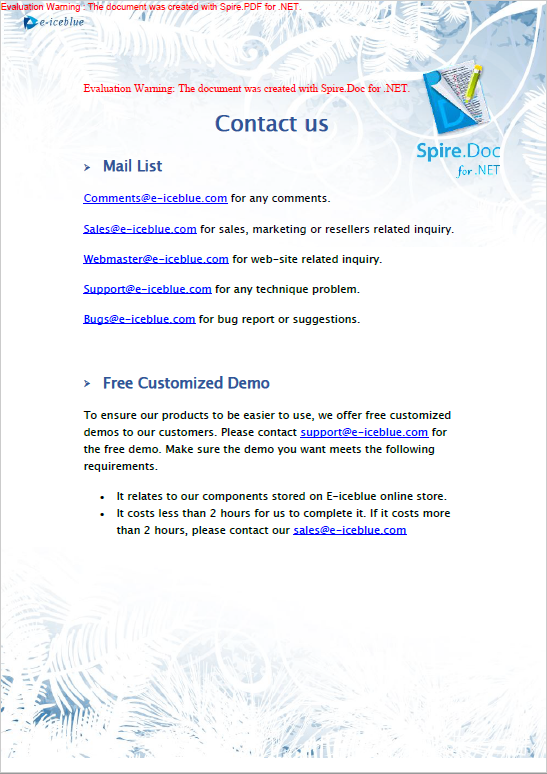 Evaluation Warning : The document was created with Spire.PDF for .NET.
e-iceblue
Evaluation Warning: The document was created with Spire.Doc for .NET.
Contact us
Spire.Doc
for .NET
➢ Mail List
Comments@e-iceblue.com for any comments.
Sales@e-iceblue.com for sales, marketing or resellers related inquiry.
Webmaster@e-iceblue.com for web-site related inquiry.
Support@e-iceblue.com for any technique problem.
Bugs@e-iceblue.com for bug report or suggestions.
➢ Free Customized Demo
To ensure our products to be easier to use, we offer free customized
demos to our customers. Please contact support@e-iceblue.com for
the free demo. Make sure the demo you want meets the following
requirements.
• It relates to our components stored on E-iceblue online store.
• It costs less than 2 hours for us to complete it. If it costs more
than 2 hours, please contact our sales@e-iceblue.com